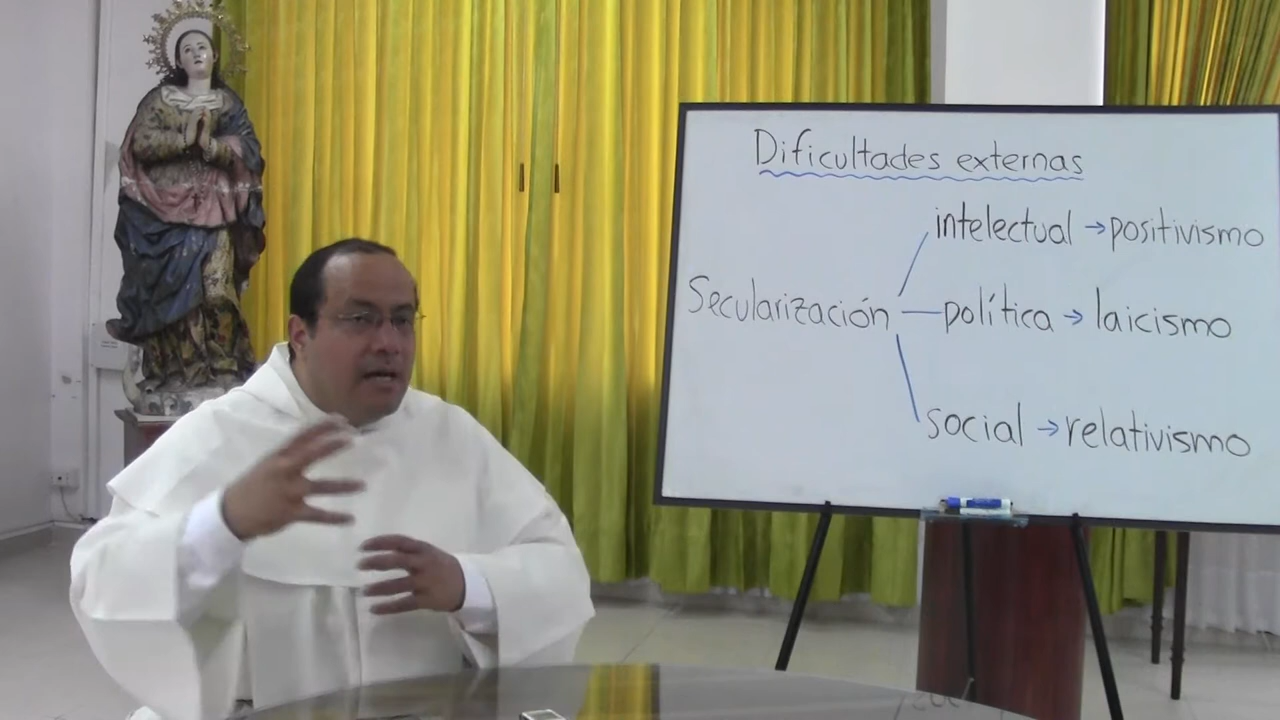 Dificultades externas
intelectual → positivismo
Secularización política → laicismo
social → relativismo